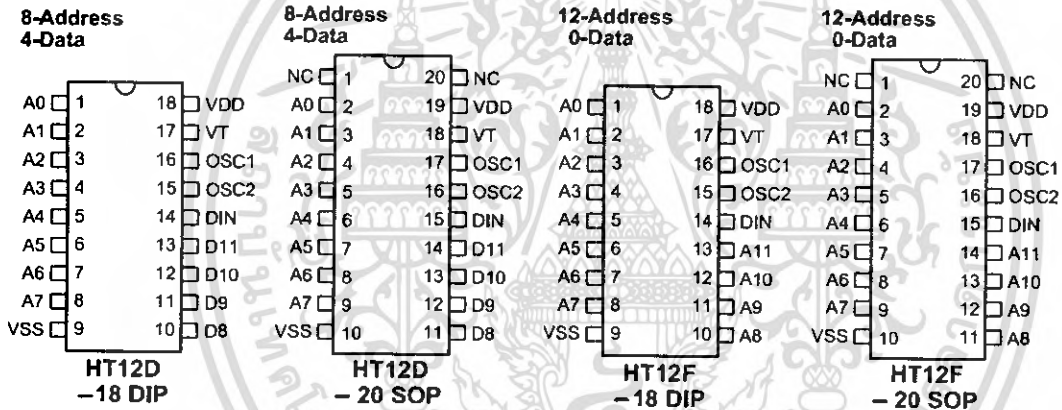 8-Address
4-Data
A0 1 18 VDD
A1 2 17 VT
A2 3 16 OSC1
A3 4 15 OSC2
A4 5 14 DIN
A5 6 13 D11
A6 7 12 D10
A7 8 11 D9
VSS 9 10 D8
HT12D
–18 DIP
8-Address
4-Data
NC 1 20 NC
A0 2 19 VDD
A1 3 18 VT
A2 4 17 OSC1
A3 5 16 OSC2
A4 6 15 DIN
A5 7 14 D11
A6 8 13 D10
A7 9 12 D9
VSS 10 11 D8
HT12D
– 20 SOP
12-Address
0-Data
A0 1 18 VDD
A1 2 17 VT
A2 3 16 OSC1
A3 4 15 OSC2
A4 5 14 DIN
A5 6 13 A11
A6 7 12 A10
A7 8 11 A9
VSS 9 10 A8
HT12F
–18 DIP
12-Address
0-Data
NC 1 20 NC
A0 2 19 VDD
A1 3 18 VT
A2 4 17 OSC1
A3 5 16 OSC2
A4 6 15 DIN
A5 7 14 A11
A6 8 13 A10
A7 9 12 A9
VSS 10 11 A8
HT12F
– 20 SOP